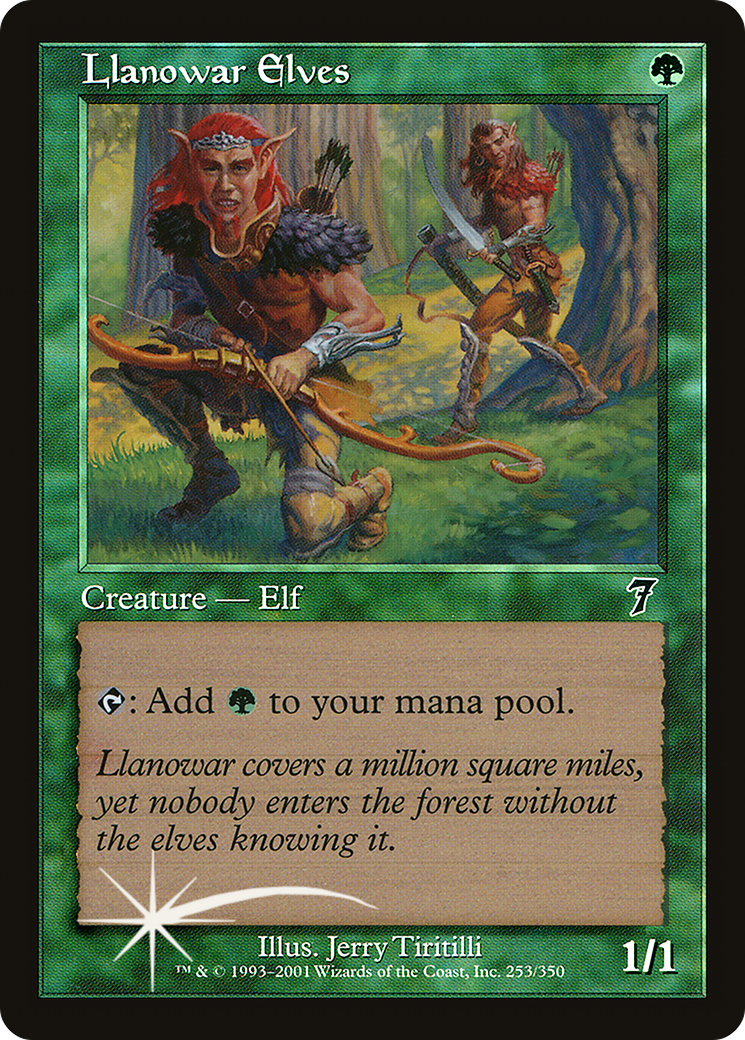 Llanowar Elves
Creature — Elf
7
: Add to your mana pool.
Llanowar covers a million square miles,
yet nobody enters the forest without
the elves knowing it.
Illus. Jerry Tiritilli
™ & © 1993–2001 Wizards of the Coast, Inc. 253/350
1/1